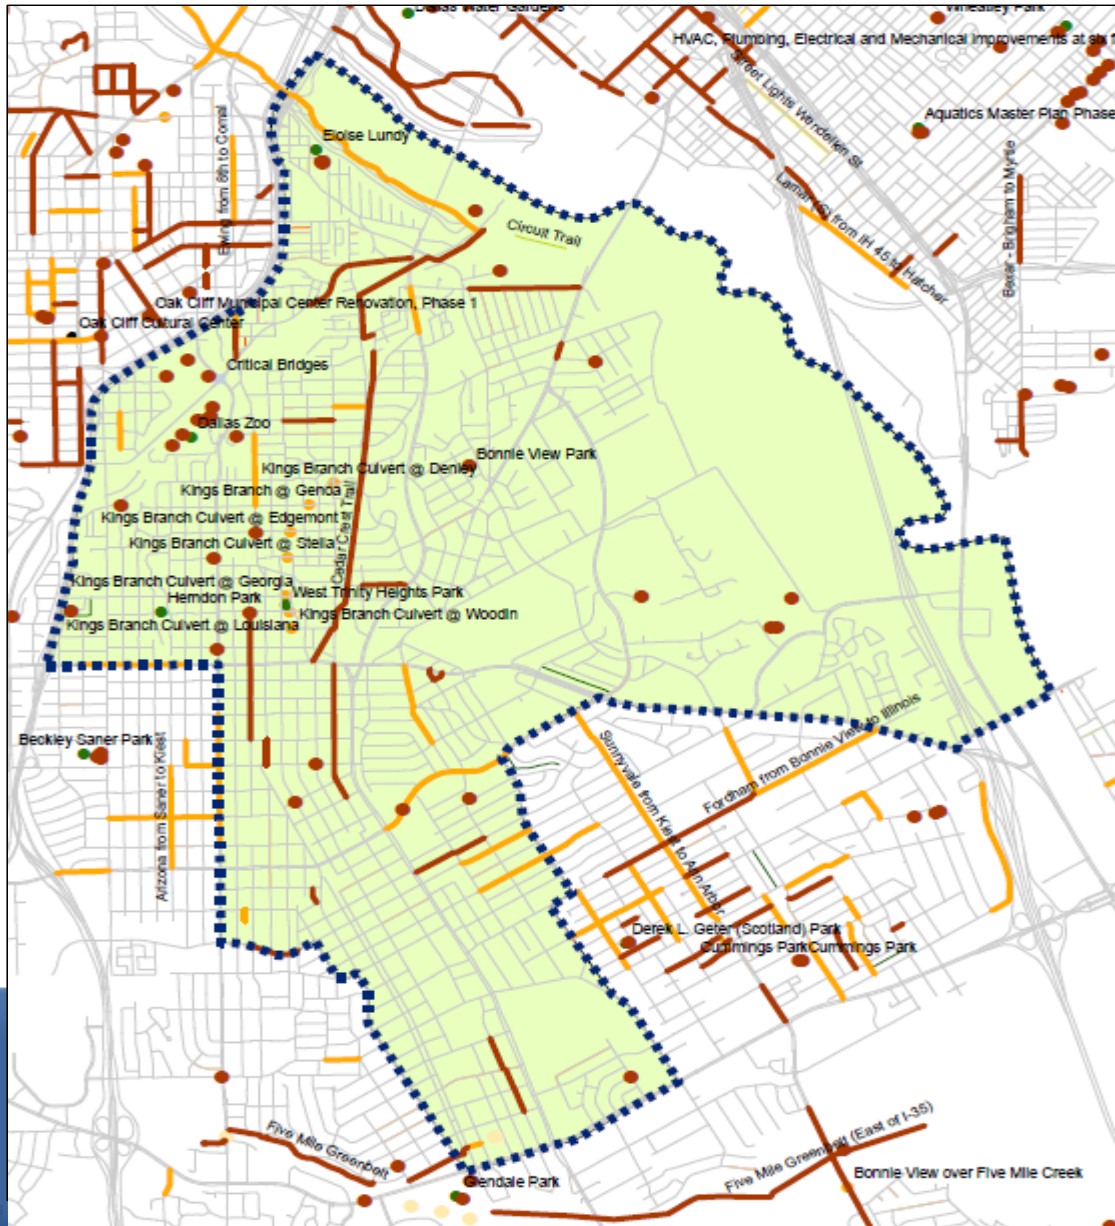 Dallas Water Gardens
Wheatley Park
HVAC, Plumbing, Electrical and Mechanical Improvements at six f
Street Lights Wendelkin St
Aquatics Master Plan Phase
Eloise Lundy
Ewing from 8th to Corral
Bexar - Brigham to Myrtle
Lamar (S) from IH 45 to Hatcher
Circuit Trail
Oak Cliff Municipal Center Renovation, Phase 1
Oak Cliff Cultural Center
Critical Bridges
Dallas Zoo
Bonnie View Park
Kings Branch Culvert @ Denley
Kings Branch @ Genoa
Kings Branch Culvert @ Edgemont
Cedar Crest Trail
Kings Branch Culvert @ Stella
Kings Branch Culvert @ Georgia
Herndon Park
West Trinity Heights Park
Kings Branch Culvert @ Woodin
Kings Branch Culvert @ Louisiana
Beckley Saner Park
Arizona from Saner to Kiest
Sunnyvale from Kiest to Ann Arbor
Fordham from Bonnie View to Illinois
Derek L. Geter (Scotland) Park
Cummings Park
Cummings Park
Five Mile Greenbelt
Five Mile Greenbelt (East of I-35)
Glendale Park
Bonnie View over Five Mile Creek